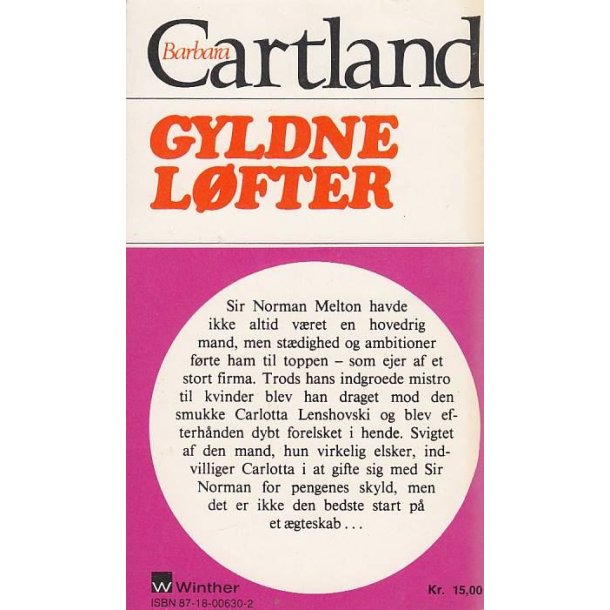 Barbara
Cartland
GYLDNE
LØFTER
Sir Norman Melton havde
ikke altid været en hovedrig
mand, men stædighed og ambitioner
førte ham til toppen – som ejer af et
stort firma. Trods hans indgroede mistro
til kvinder blev han draget mod den
smukke Carlotta Lenshovski og blev ef-
terhånden dybt forelsket i hende. Svigtet
af den mand, hun virkelig elsker, ind-
villiger Carlotta i at gifte sig med Sir
Norman for pengenes skyld, men
det er ikke den bedste start på
et ægteskab . . .
W Winther
ISBN 87-18-00630-2
Kr. 15,00